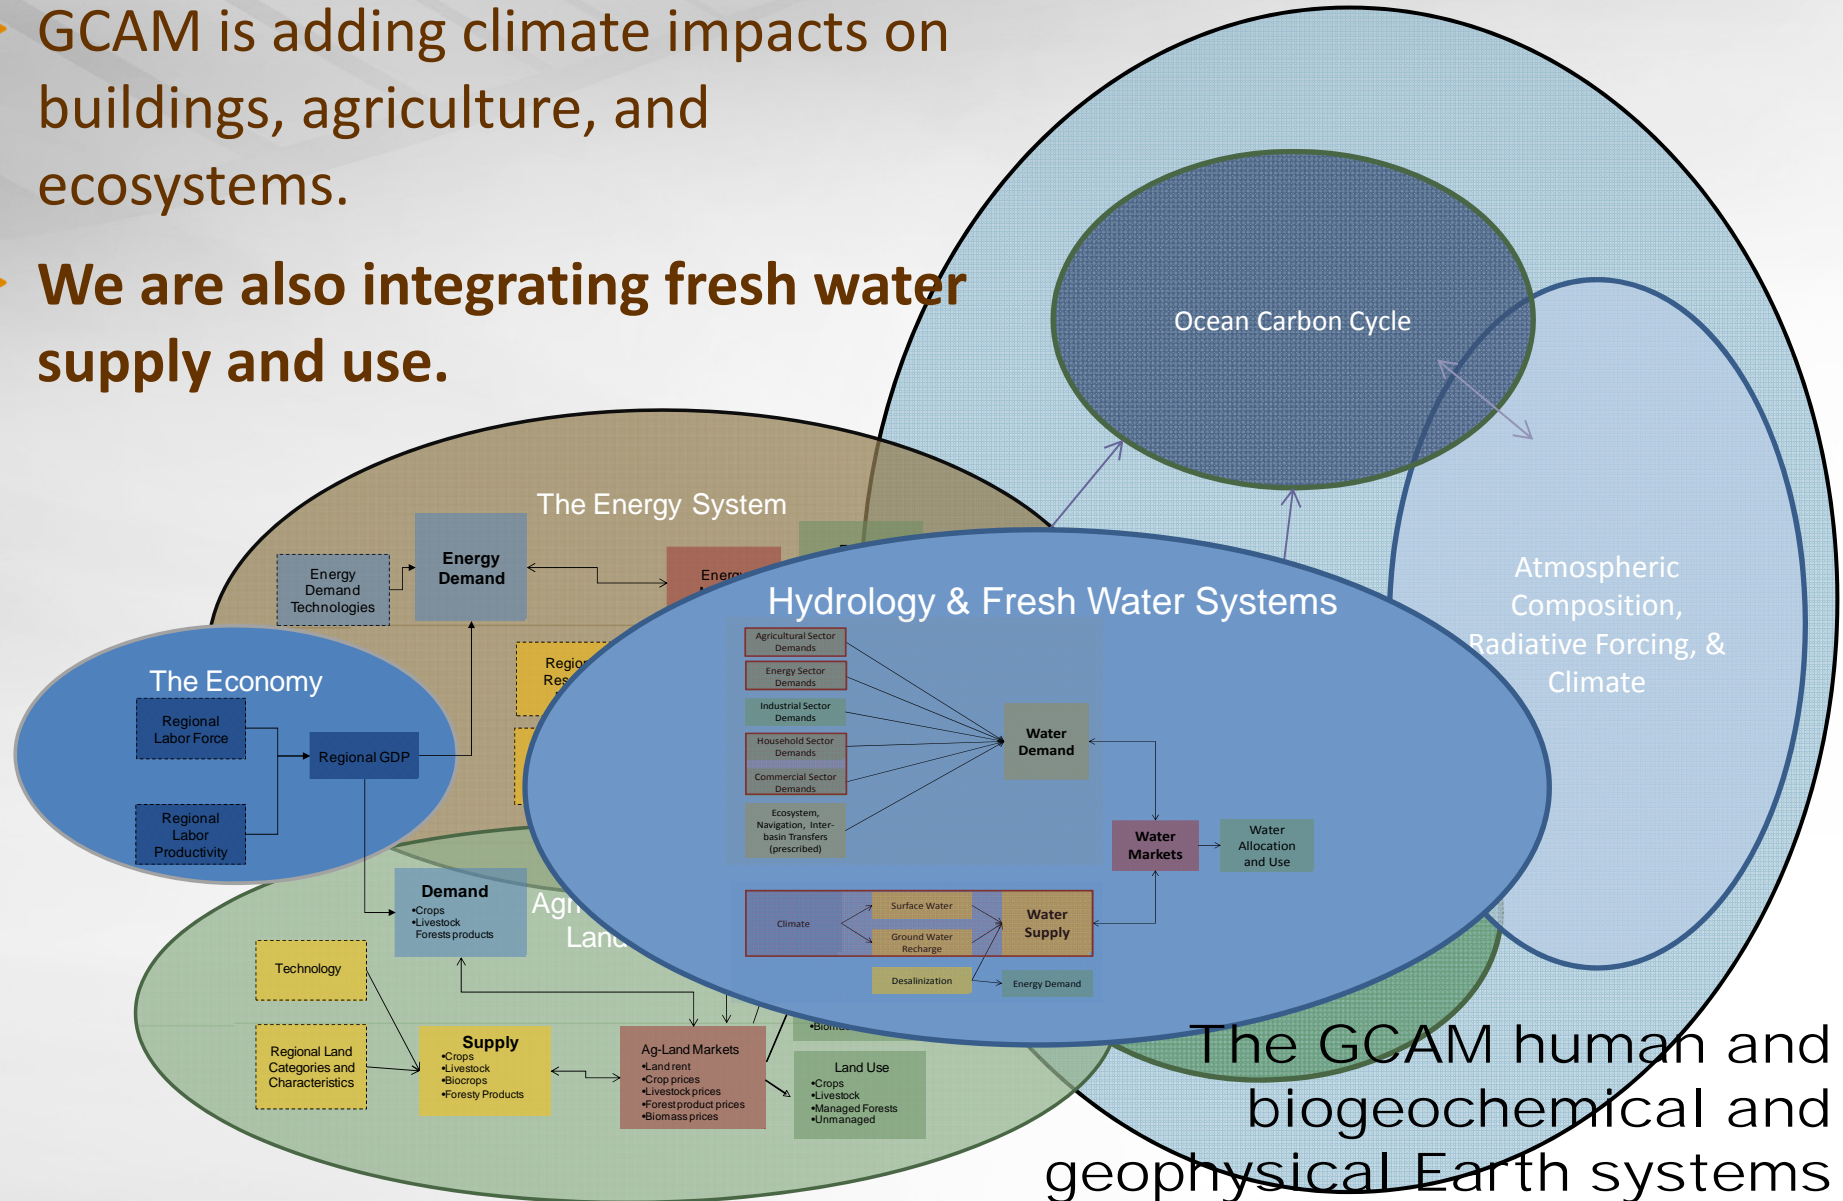 GCAM is adding climate impacts on
buildings, agriculture, and
ecosystems.
We are also integrating fresh water
supply and use.
Ocean Carbon Cycle
Atmospheric
Composition,
Radiative Forcing, &
Climate
The Energy System
Energy
Demand
Technologies
Energy
Demand
Energy
Hydrology & Fresh Water Systems
Agricultural Sector
Demands
Energy Sector
Demands
Industrial Sector
Demands
Household Sector
Demands
Commercial Sector
Demands
Ecosystem,
Navigation, Inter-
basin Transfers
(prescribed)
Water
Demand
Water
Markets
Water
Allocation
and Use
Climate
Surface Water
Ground Water
Recharge
Desalinization
Water
Supply
Energy Demand
The Economy
Regional
Labor Force
Regional GDP
Regional
Labor
Productivity
Demand
•Crops
•Livestock
Forests products
Land
Technology
Regional Land
Categories and
Characteristics
Supply
•Crops
•Livestock
•Biocrops
•Foresty Products
Ag-Land Markets
•Land rent
•Crop prices
•Livestock prices
•Forest product prices
•Biomass prices
Land Use
•Crops
•Livestock
•Managed Forests
•Unmanaged
The GCAM human and
biogeochemical and
geophysical Earth systems